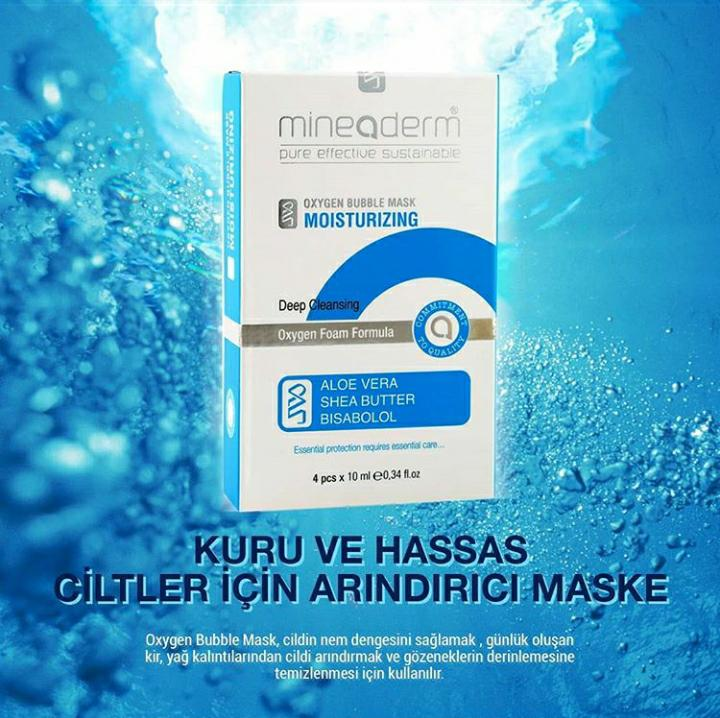 mineaderm®
pure effective sustainable
OXYGEN BUBBLE MASK
MOISTURIZING
Deep Cleansing
Oxygen Foam Formula
COMMITMENT TO QUALITY
ALOE VERA
SHEA BUTTER
BISABOLOL
Essential protection requires essential care...
4 pcs x 10 ml ℮0,34 fl.oz
MOISTURIZING
KURU VE HASSAS
CİLTLER İÇİN ARINDIRICI MASKE
Oxygen Bubble Mask, cildin nem dengesini sağlamak , günlük oluşan
kir, yağ kalıntılarından cildi arındırmak ve gözeneklerin derinlemesine
temizlenmesi için kullanılır.